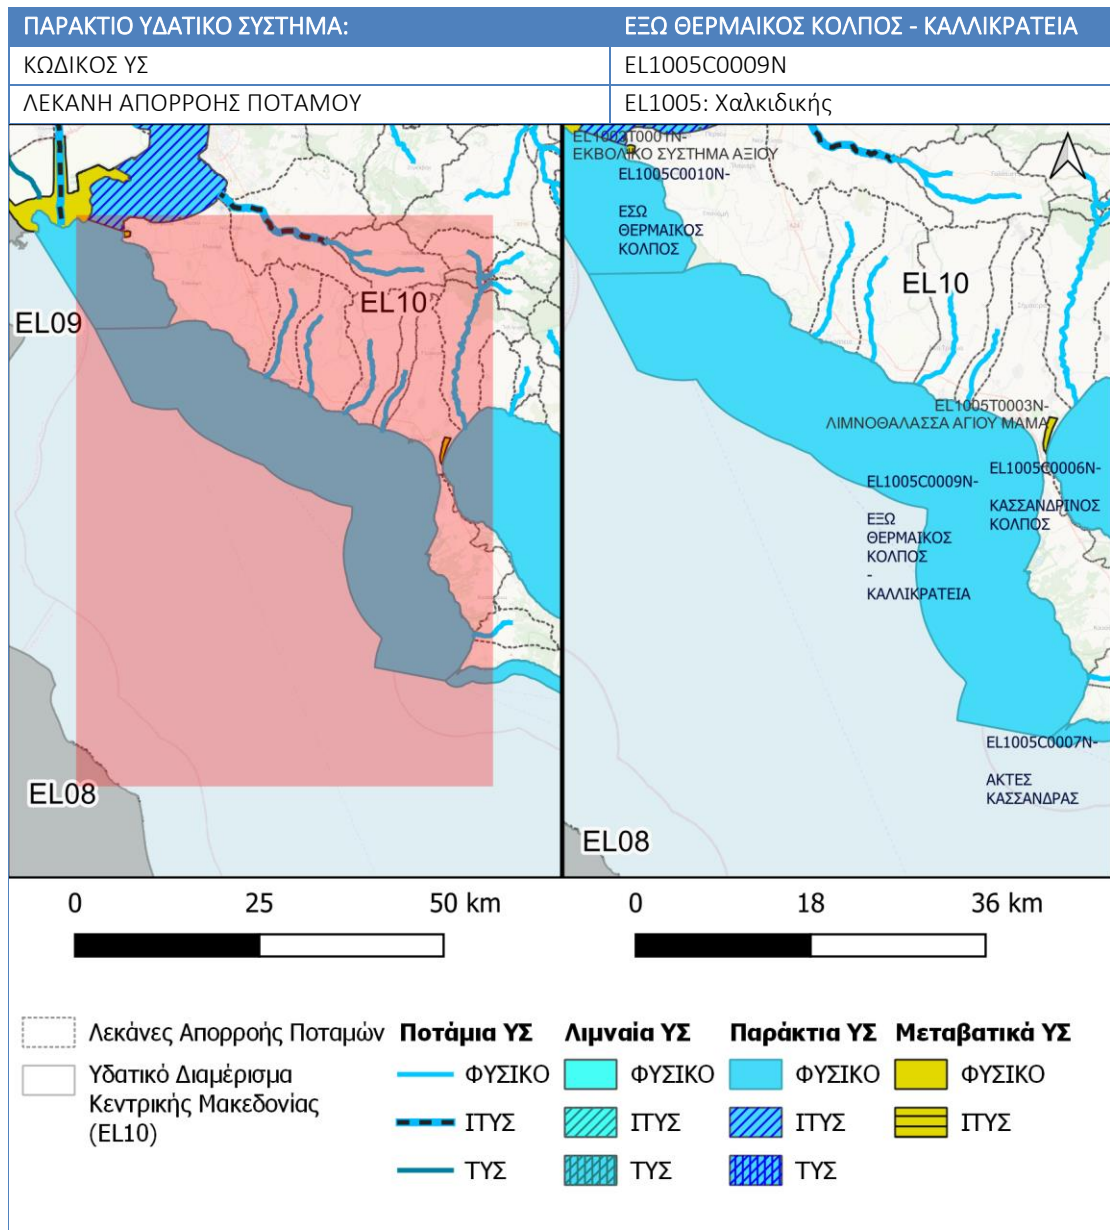 ΠΑΡΑΚΤΙΟ ΥΔΑΤΙΚΟ ΣΥΣΤΗΜΑ: ΕΞΩ ΘΕΡΜΑΙΚΟΣ ΚΟΛΠΟΣ - ΚΑΛΛΙΚΡΑΤΕΙΑ
ΚΩΔΙΚΟΣ ΥΣ EL1005C0009N
ΛΕΚΑΝΗ ΑΠΟΡΡΟΗΣ ΠΟΤΑΜΟΥ EL1005: Χαλκιδικής
EL09
EL10
EL08
EL1003T0001N-
ΕΚΒΟΛΙΚΟ ΣΥΣΤΗΜΑ ΑΞΙΟΥ
EL1005C0010N-
ΕΣΩ
ΘΕΡΜΑΙΚΟΣ
ΚΟΛΠΟΣ
EL10
EL1005T0003N-
ΛΙΜΝΟΘΑΛΑΣΣΑ ΑΓΙΟΥ ΜΑΜΑ
EL1005C0009N-
ΕΞΩ
ΘΕΡΜΑΙΚΟΣ
ΚΟΛΠΟΣ
-
ΚΑΛΛΙΚΡΑΤΕΙΑ
EL1005C0006N-
ΚΑΣΣΑΝΔΡΙΝΟΣ
ΚΟΛΠΟΣ
EL1005C0007N-
ΑΚΤΕΣ
ΚΑΣΣΑΝΔΡΑΣ
EL08
0 25 50 km
0 18 36 km
Λεκάνες Απορροής Ποταμών
Υδατικό Διαμέρισμα
Κεντρικής Μακεδονίας
(EL10)
Ποτάμια ΥΣ
ΦΥΣΙΚΟ
ΙΤΥΣ
ΤΥΣ
Λιμναία ΥΣ
ΦΥΣΙΚΟ
ΙΤΥΣ
ΤΥΣ
Παράκτια ΥΣ
ΦΥΣΙΚΟ
ΙΤΥΣ
ΤΥΣ
Μεταβατικά ΥΣ
ΦΥΣΙΚΟ
ΙΤΥΣ